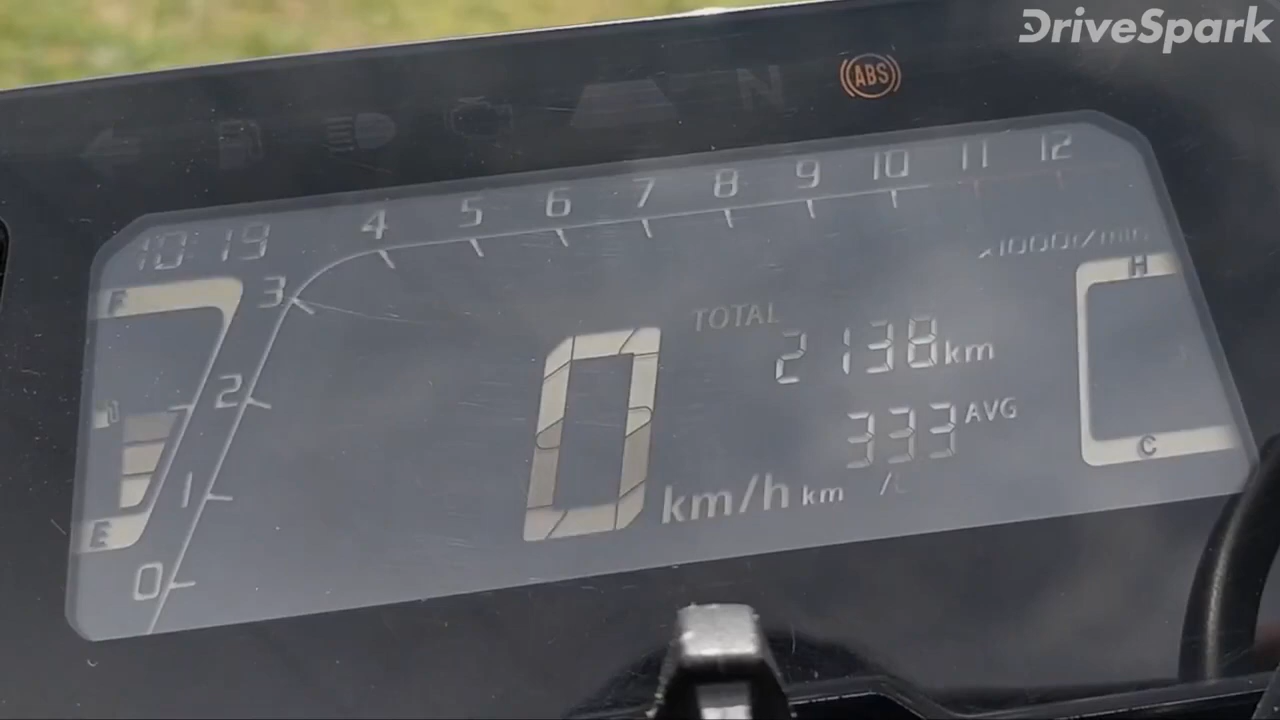 DriveSpark
N
ABS
10:19
4 5 6 7 8 9 10 11 12
x1000r/min
F
3
H
TOTAL
2138km
2
333 AVG
0 km/h km /L
C
1
E
0